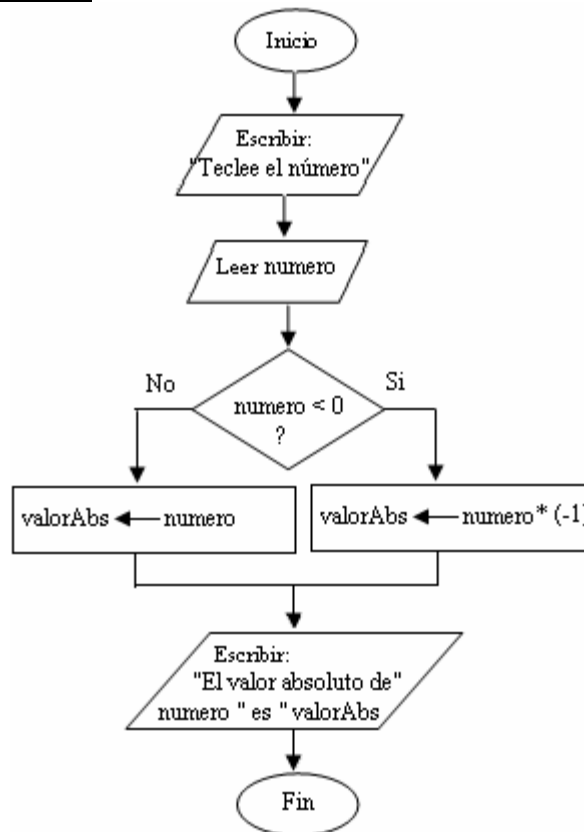 Inicio
Escribir:
"Teclee el número"
Leer numero
No
Si
numero < 0
?
valorAbs ← numero
valorAbs ← numero* (-1)
Escribir:
"El valor absoluto de"
numero " es " valorAbs
Fin